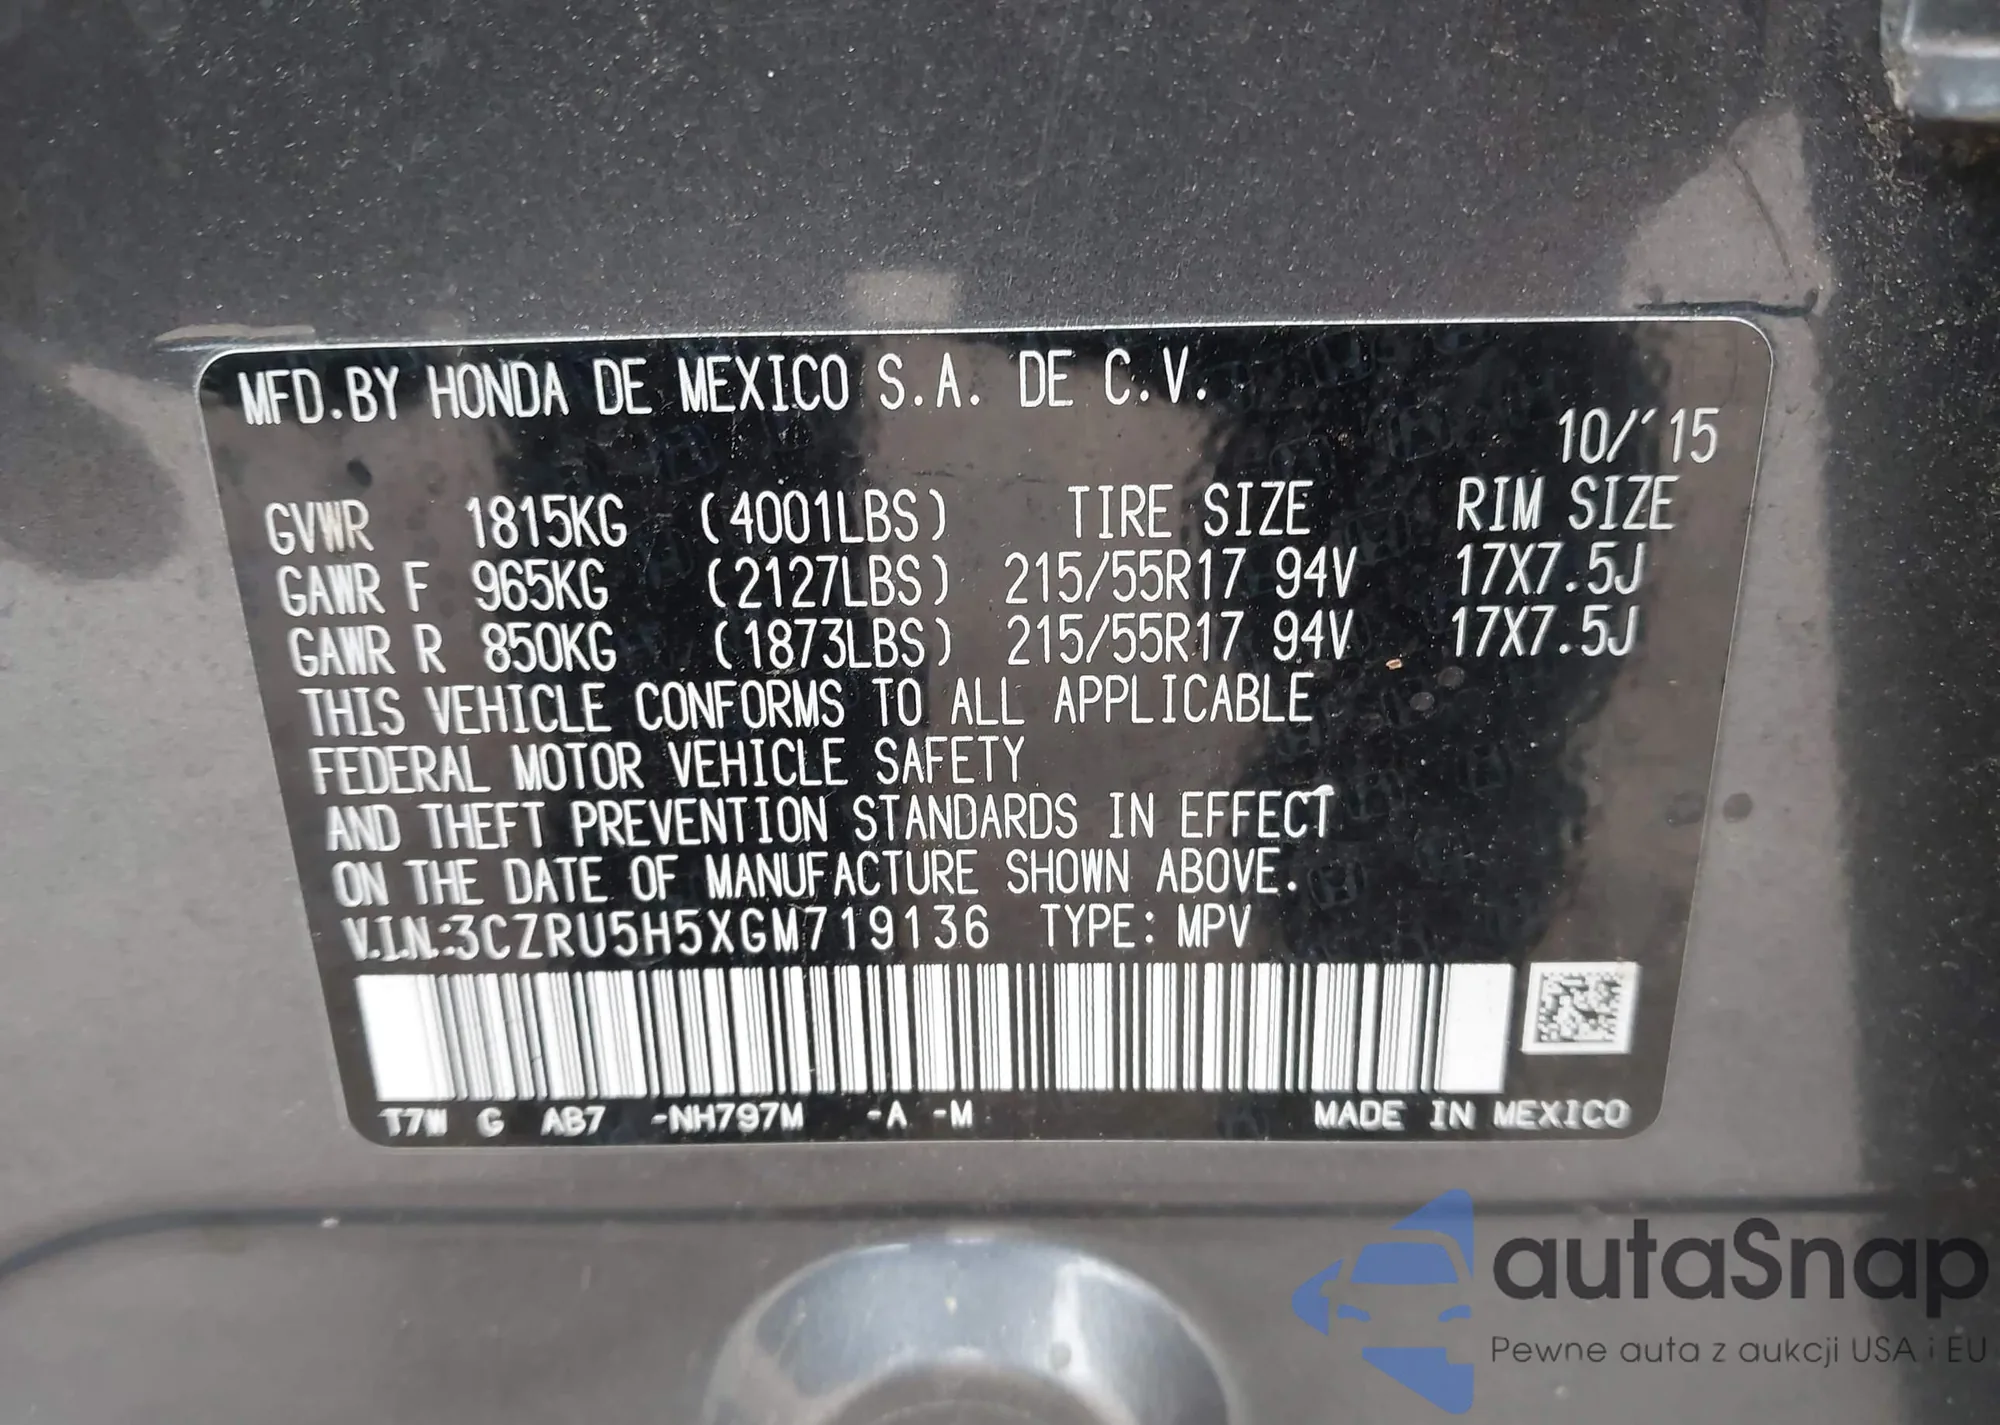 MFD.BY HONDA DE MEXICO S.A. DE C.V.
10/'15
GVWR 1815KG (4001LBS) TIRE SIZE RIM SIZE
GAWR F 965KG (2127LBS) 215/55R17 94V 17X7.5J
GAWR R 850KG (1873LBS) 215/55R17 94V 17X7.5J
THIS VEHICLE CONFORMS TO ALL APPLICABLE
FEDERAL MOTOR VEHICLE SAFETY
AND THEFT PREVENTION STANDARDS IN EFFECT
ON THE DATE OF MANUFACTURE SHOWN ABOVE.
V.I.N.:3CZRU5H5XGM719136 TYPE: MPV
T7W G AB7 -NH797M -A -M MADE IN MEXICO
autaSnap
Pewne auta z aukcji USA i EU